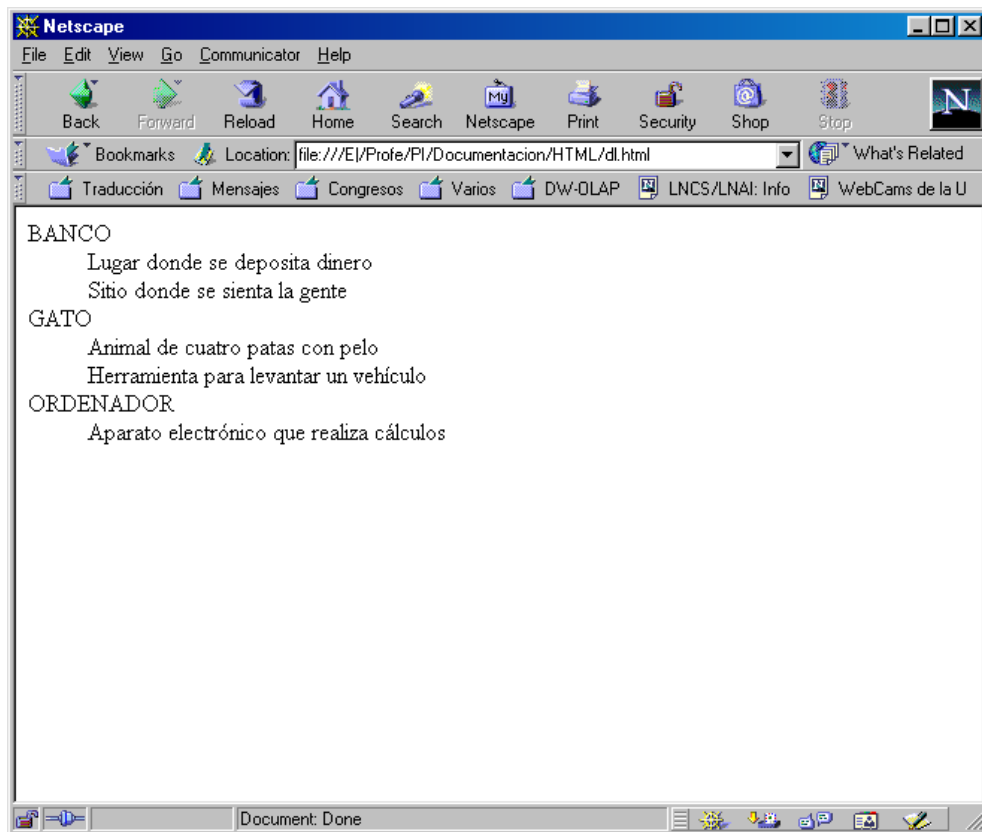 Netscape
File Edit View Go Communicator Help
Back Forward Reload Home Search My Netscape Print Security Shop Stop N
Bookmarks Location: file:///E|/Profe/PI/Documentacion/HTML/dl.html What's Related
Traducción Mensajes Congresos Varios DW-OLAP LNCS/LNAI: Info WebCams de la U
BANCO
Lugar donde se deposita dinero
Sitio donde se sienta la gente
GATO
Animal de cuatro patas con pelo
Herramienta para levantar un vehículo
ORDENADOR
Aparato electrónico que realiza cálculos
Document: Done